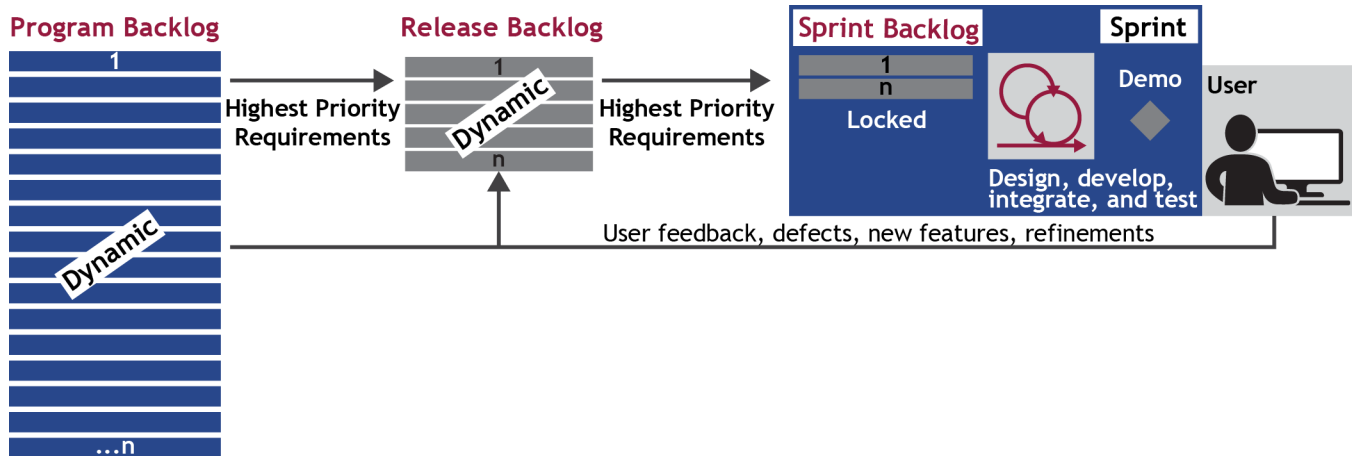 Program Backlog
1
Dynamic
...n
Highest Priority
Requirements
Release Backlog
1
Dynamic
n
Highest Priority
Requirements
Sprint Backlog
1
n
Locked
Sprint
Demo
Design, develop,
integrate, and test
User
User feedback, defects, new features, refinements